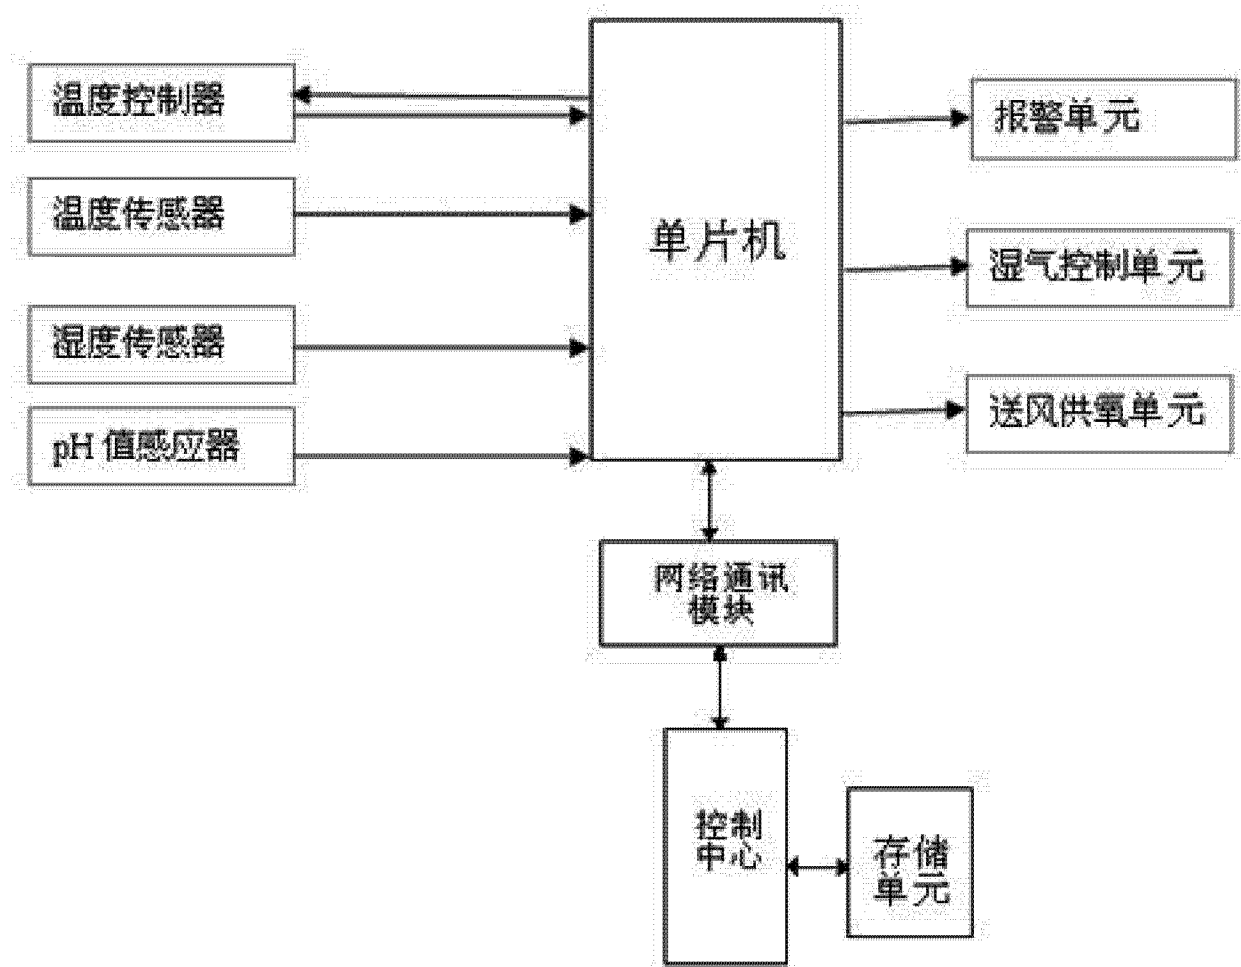 温度控制器
温度传感器
湿度传感器
pH 值感应器
单片机
报警单元
湿气控制单元
送风供氧单元
网络通讯
模块
控制
中心
存储
单元